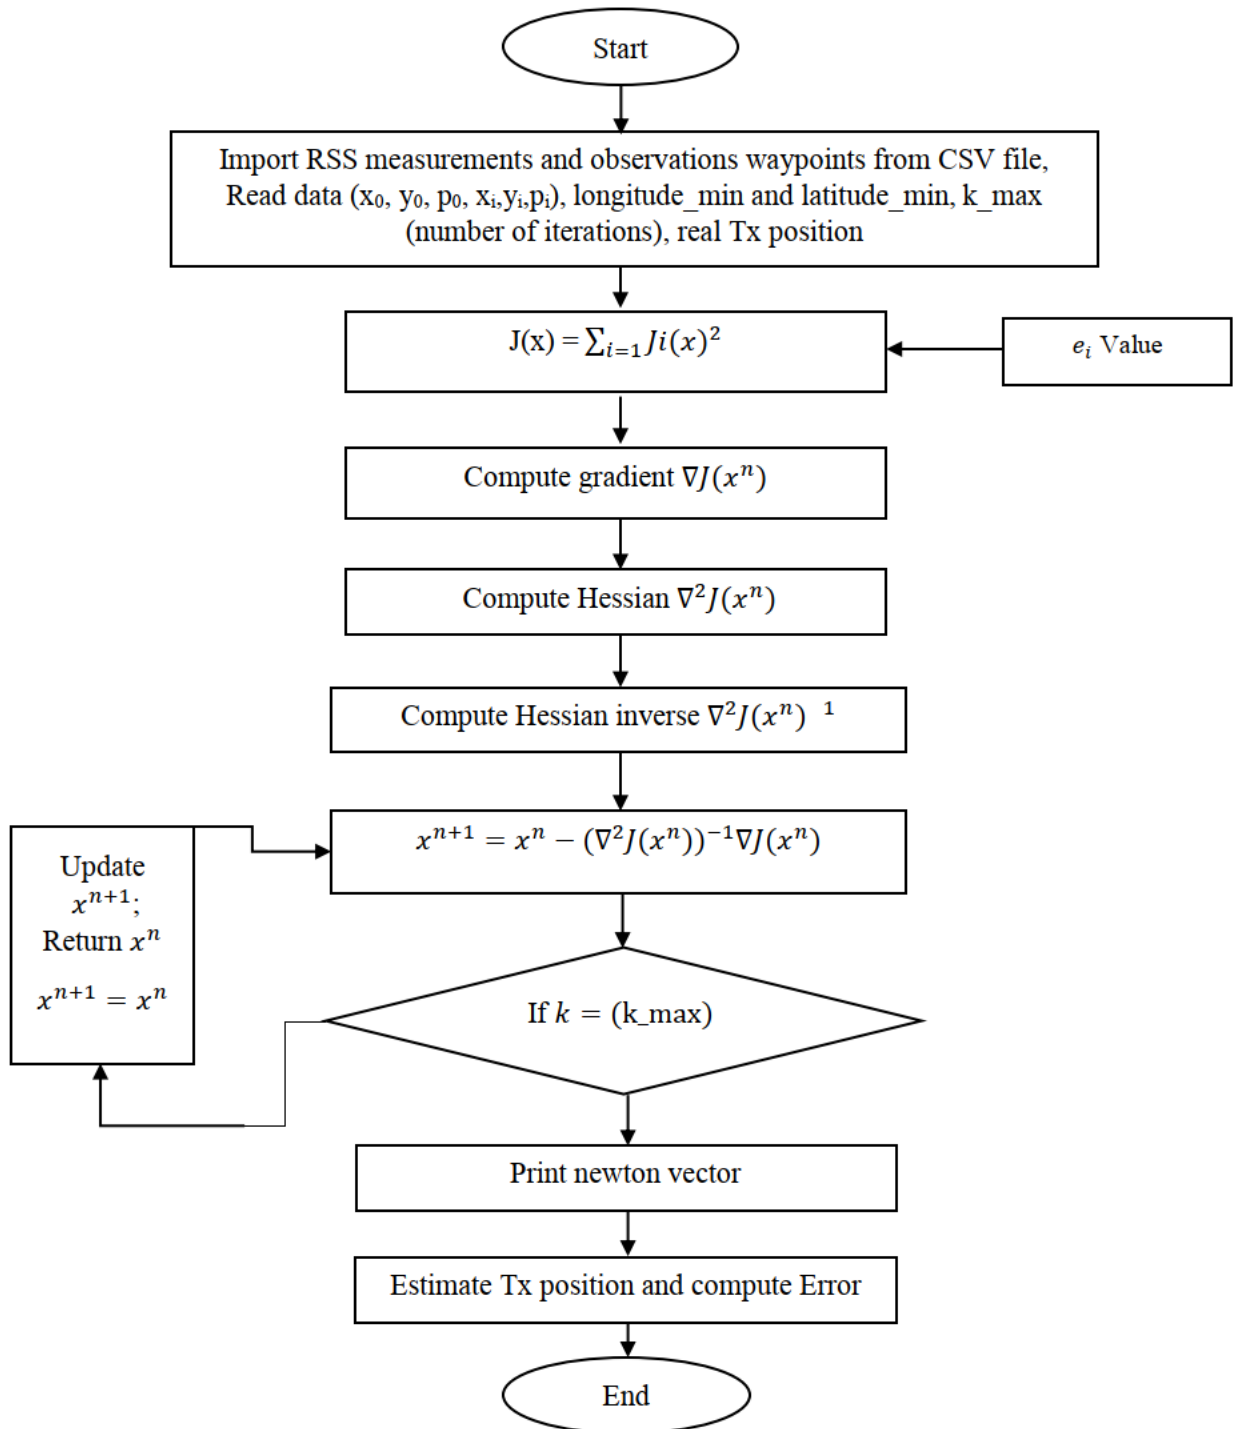 Start
Import RSS measurements and observations waypoints from CSV file,
Read data (x₀, y₀, p₀, xᵢ,yᵢ,pᵢ), longitude_min and latitude_min, k_max
(number of iterations), real Tx position
J(x) = ∑ᵢ₌₁ Ji(x)²
eᵢ Value
Compute gradient ∇J(xⁿ)
Compute Hessian ∇²J(xⁿ)
Compute Hessian inverse ∇²J(xⁿ) ¹
xⁿ⁺¹ = xⁿ − (∇²J(xⁿ))⁻¹∇J(xⁿ)
Update
xⁿ⁺¹;
Return xⁿ
xⁿ⁺¹ = xⁿ
If k = (k_max)
Print newton vector
Estimate Tx position and compute Error
End